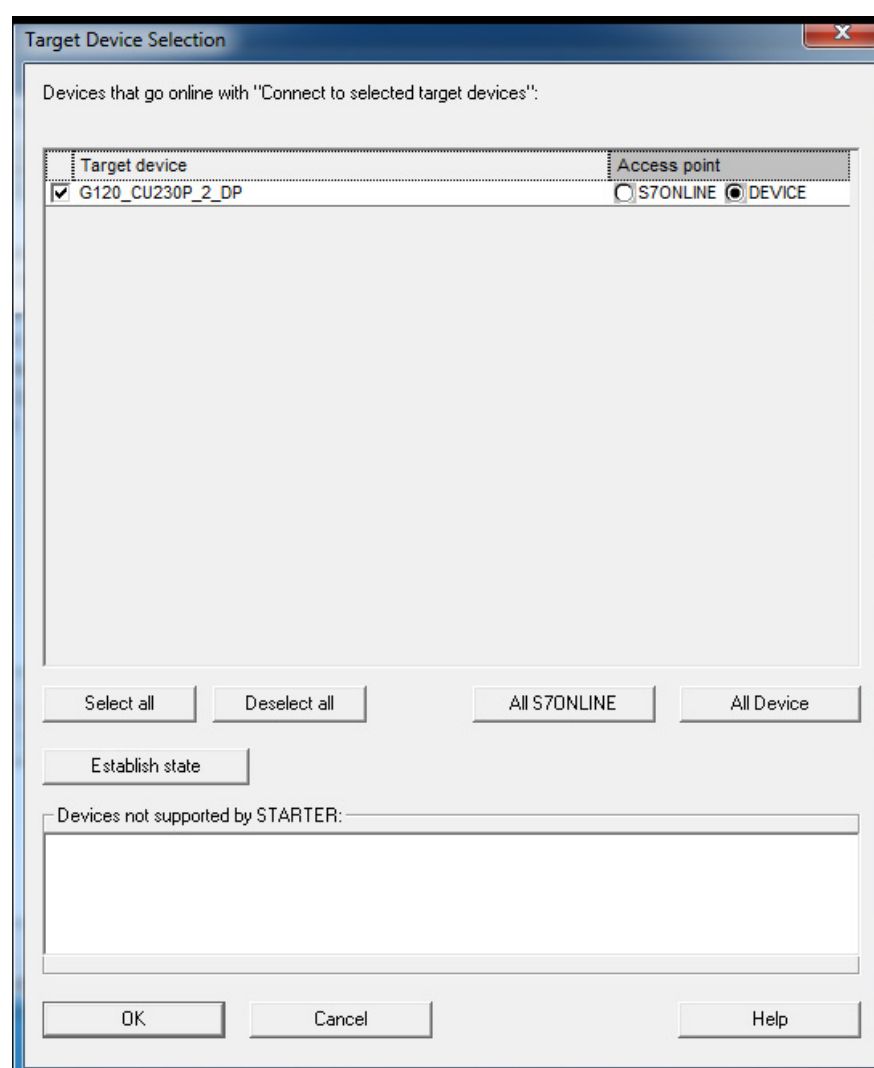 Target Device Selection
Devices that go online with "Connect to selected target devices":
Target device Access point
G120_CU230P_2_DP S7ONLINE DEVICE
Select all Deselect all All S7ONLINE All Device
Establish state
Devices not supported by STARTER:
OK Cancel Help